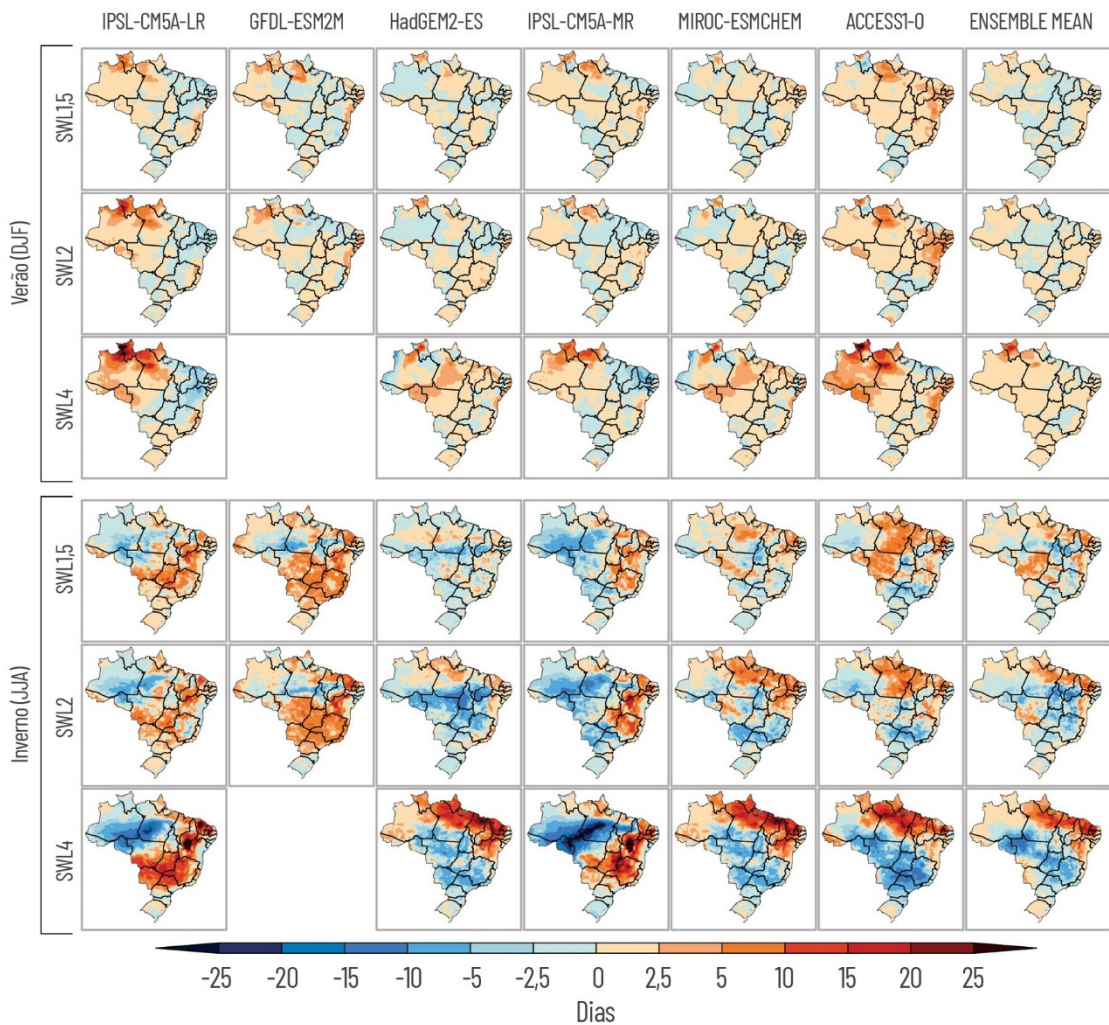 IPSL-CM5A-LR GFDL-ESM2M HadGEM2-ES IPSL-CM5A-MR MIROC-ESMCHEM ACCESS1-0 ENSEMBLE MEAN
Verão (DJF)
SWL1,5
SWL2
SWL4
Inverno (JJA)
SWL1,5
SWL2
SWL4
-25 -20 -15 -10 -5 -2,5 0 2,5 5 10 15 20 25
Dias